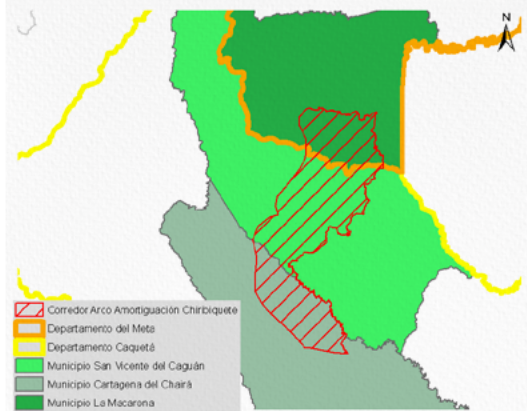 N
Corredor Arco Amortiguación Chiribiquete
Departamento del Meta
Departamento Caquetá
Municipio San Vicente del Caguán
Municipio Cartagena del Chairá
Municipio La Macarona